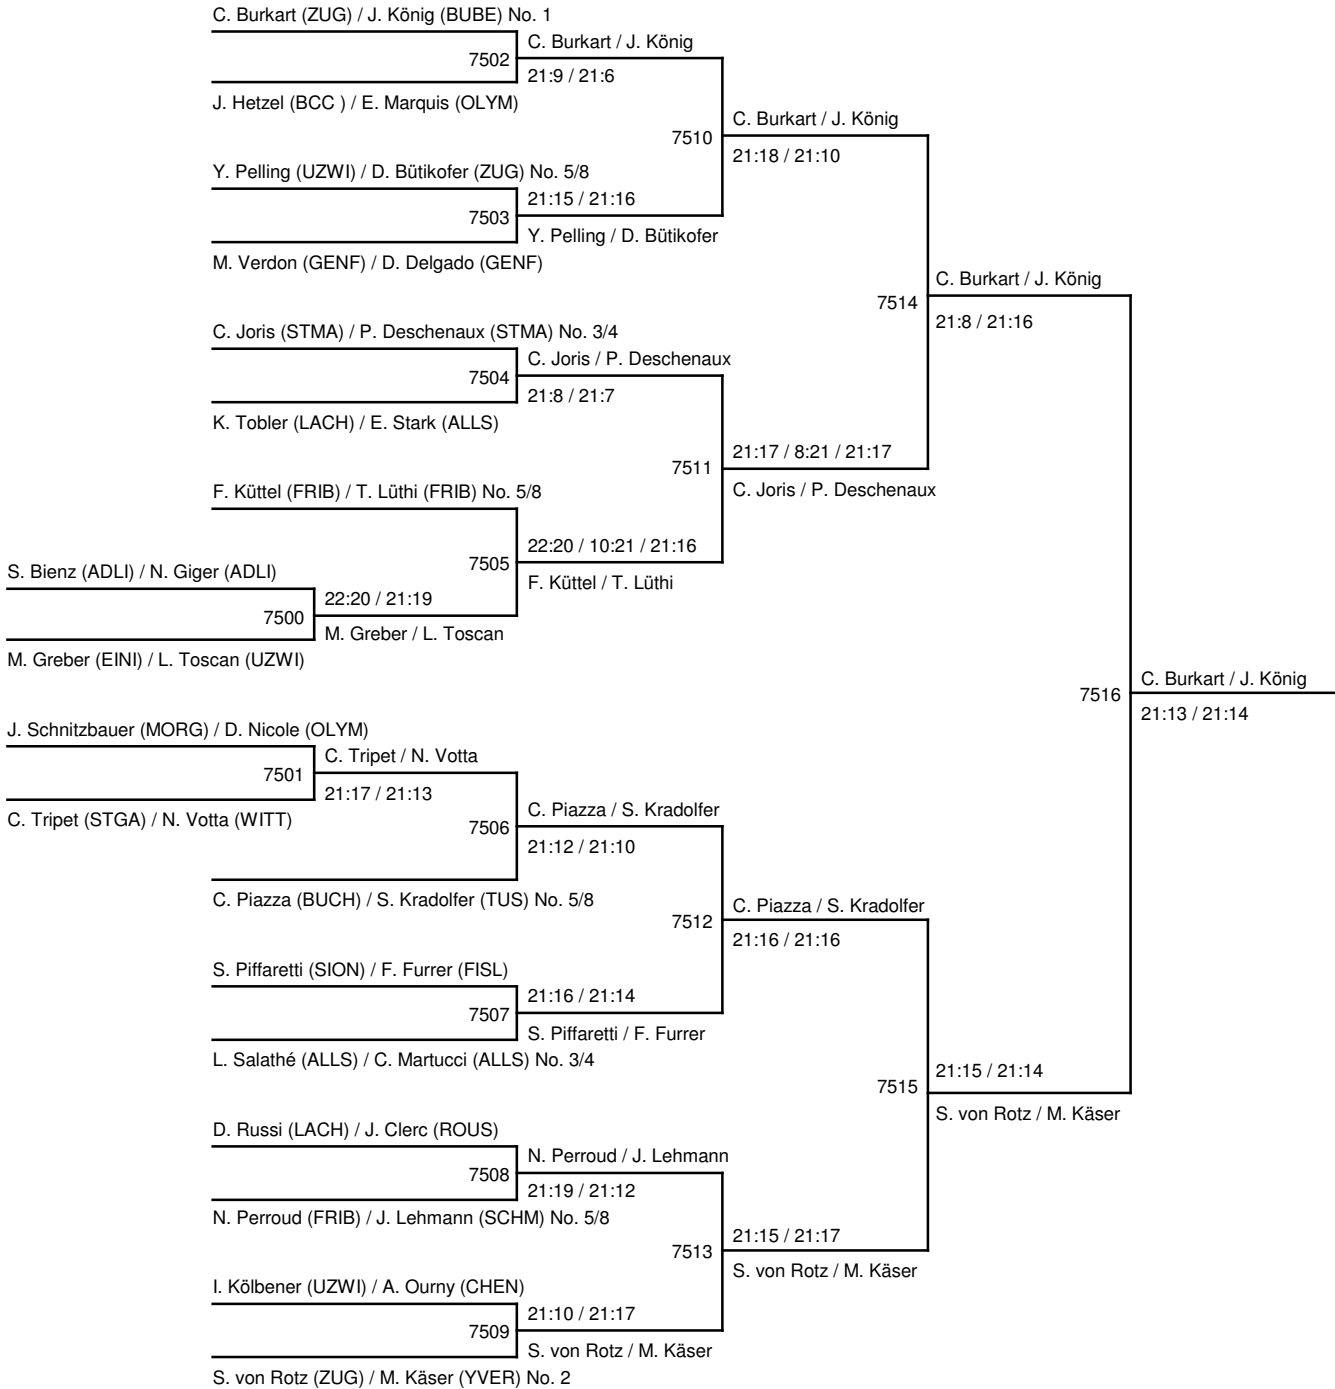 C. Burkart (ZUG) / J. König (BUBE) No. 1
C. Burkart / J. König
7502
21:9 / 21:6
J. Hetzel (BCC ) / E. Marquis (OLYM)
C. Burkart / J. König
7510
21:18 / 21:10
Y. Pelling (UZWI) / D. Bütikofer (ZUG) No. 5/8
21:15 / 21:16
7503
Y. Pelling / D. Bütikofer
M. Verdon (GENF) / D. Delgado (GENF)
C. Burkart / J. König
7514
21:8 / 21:16
C. Joris (STMA) / P. Deschenaux (STMA) No. 3/4
C. Joris / P. Deschenaux
7504
21:8 / 21:7
K. Tobler (LACH) / E. Stark (ALLS)
21:17 / 8:21 / 21:17
7511
C. Joris / P. Deschenaux
F. Küttel (FRIB) / T. Lüthi (FRIB) No. 5/8
22:20 / 10:21 / 21:16
7505
F. Küttel / T. Lüthi
S. Bienz (ADLI) / N. Giger (ADLI)
22:20 / 21:19
7500
M. Greber / L. Toscan
M. Greber (EINI) / L. Toscan (UZWI)
C. Burkart / J. König
7516
21:13 / 21:14
J. Schnitzbauer (MORG) / D. Nicole (OLYM)
C. Tripet / N. Votta
7501
21:17 / 21:13
C. Tripet (STGA) / N. Votta (WITT)
C. Piazza / S. Kradolfer
7506
21:12 / 21:10
C. Piazza (BUCH) / S. Kradolfer (TUS) No. 5/8
C. Piazza / S. Kradolfer
7512
21:16 / 21:16
S. Piffaretti (SION) / F. Furrer (FISL)
21:16 / 21:14
7507
S. Piffaretti / F. Furrer
L. Salathé (ALLS) / C. Martucci (ALLS) No. 3/4
21:15 / 21:14
7515
S. von Rotz / M. Käser
D. Russi (LACH) / J. Clerc (ROUS)
N. Perroud / J. Lehmann
7508
21:19 / 21:12
N. Perroud (FRIB) / J. Lehmann (SCHM) No. 5/8
21:15 / 21:17
7513
S. von Rotz / M. Käser
I. Kölbener (UZWI) / A. Ourny (CHEN)
21:10 / 21:17
7509
S. von Rotz / M. Käser
S. von Rotz (ZUG) / M. Käser (YVER) No. 2